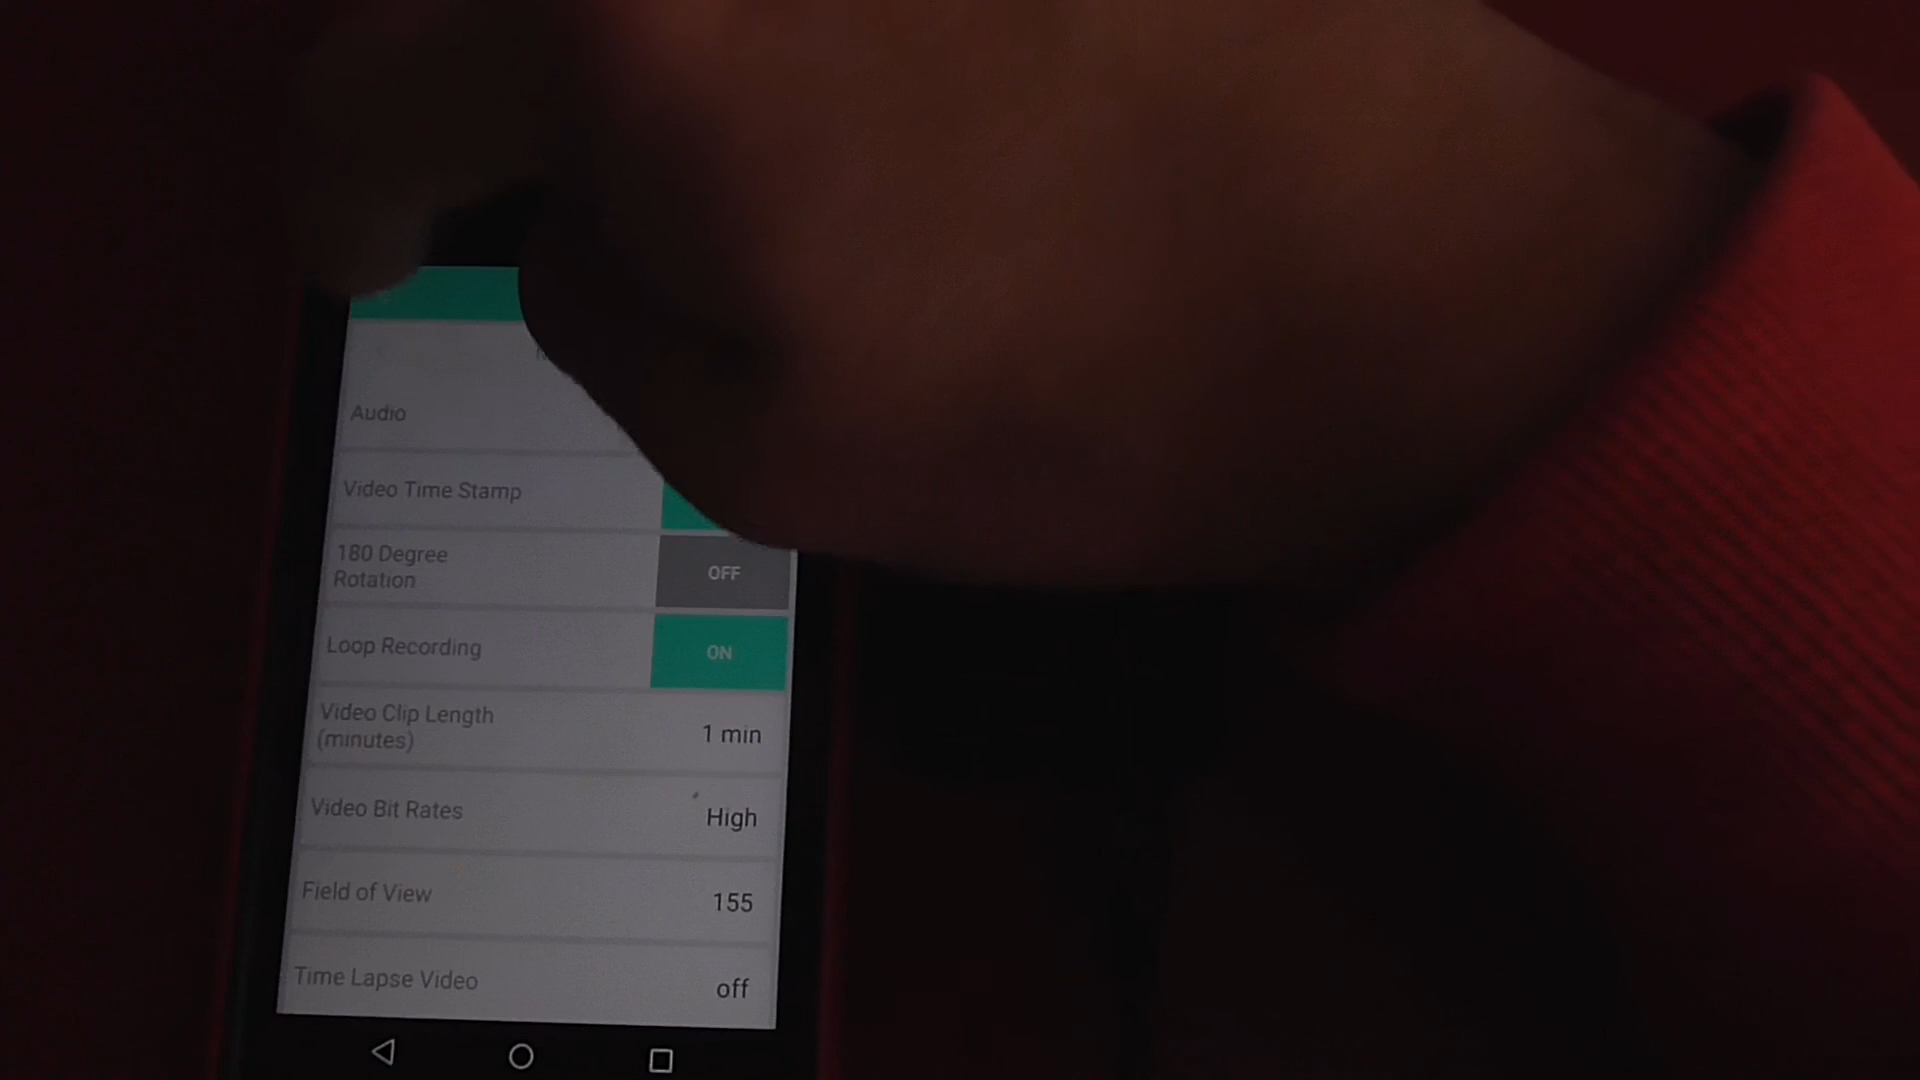 Audio
Video Time Stamp
180 Degree
Rotation
OFF
Loop Recording
ON
Video Clip Length
(minutes)
1 min
Video Bit Rates
High
Field of View
155
Time Lapse Video
off